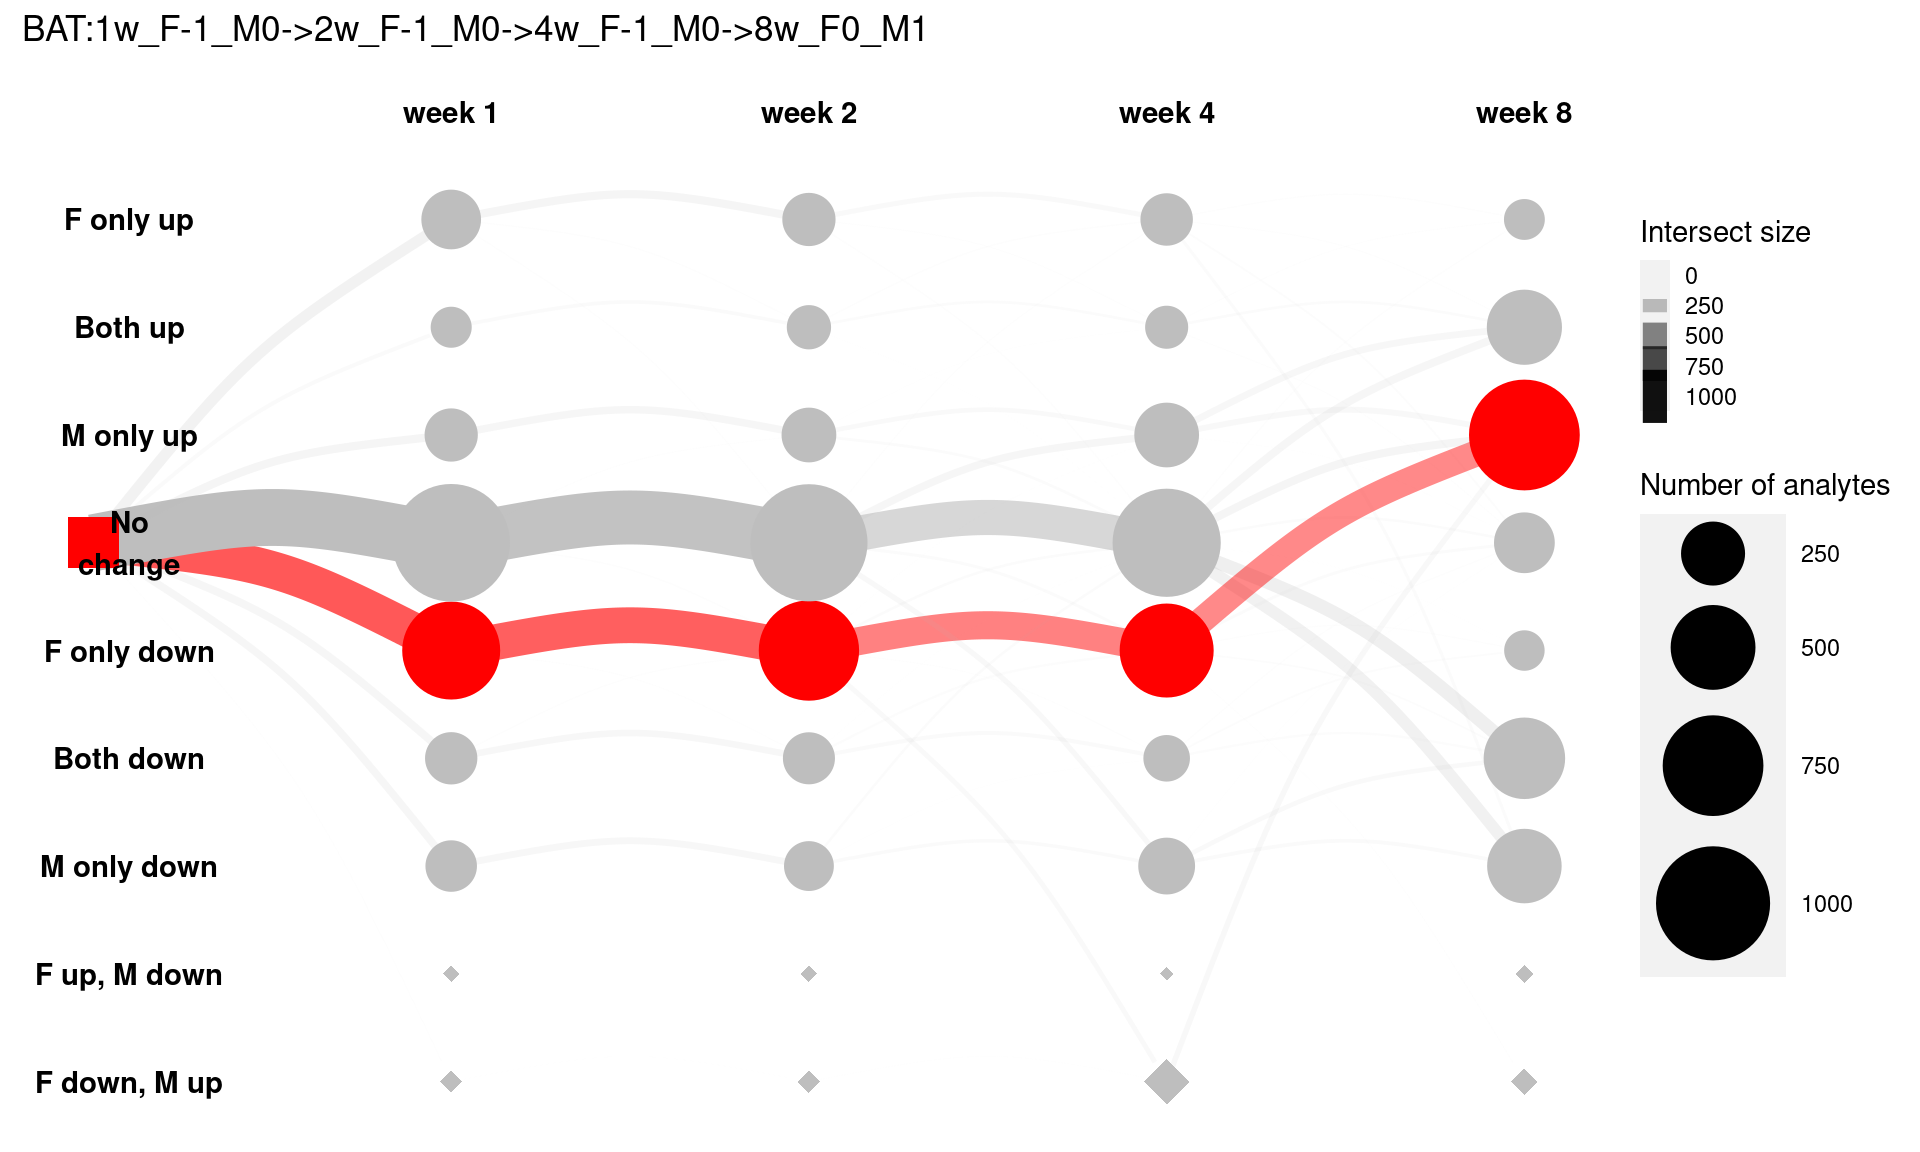 BAT:1w_F-1_M0->2w_F-1_M0->4w_F-1_M0->8w_F0_M1
week 1
week 2
week 4
week 8
F only up
Both up
M only up
No
change
F only down
Both down
M only down
F up, M down
F down, M up
Intersect size
0
250
500
750
1000
Number of analytes
250
500
750
1000